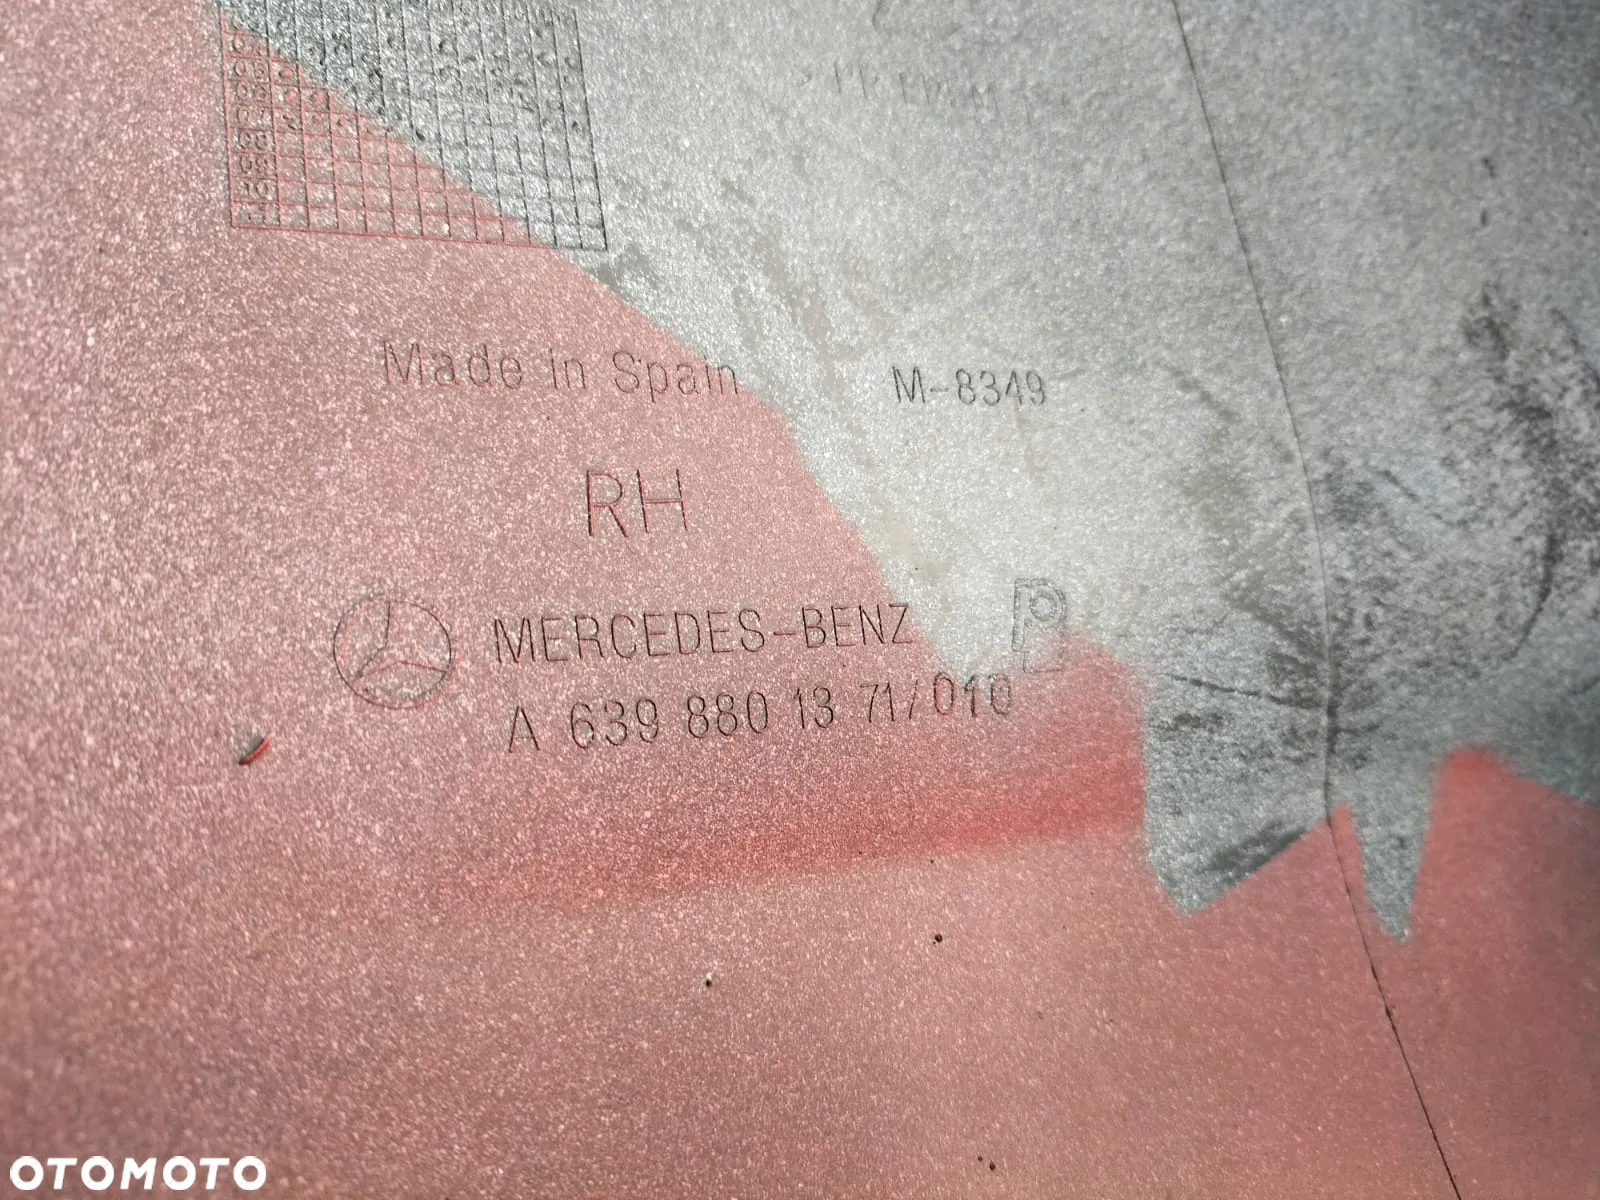 Made in Spain
M-8349
RH
MERCEDES-BENZ
A 639 880 13 71/010
OTOMOTO